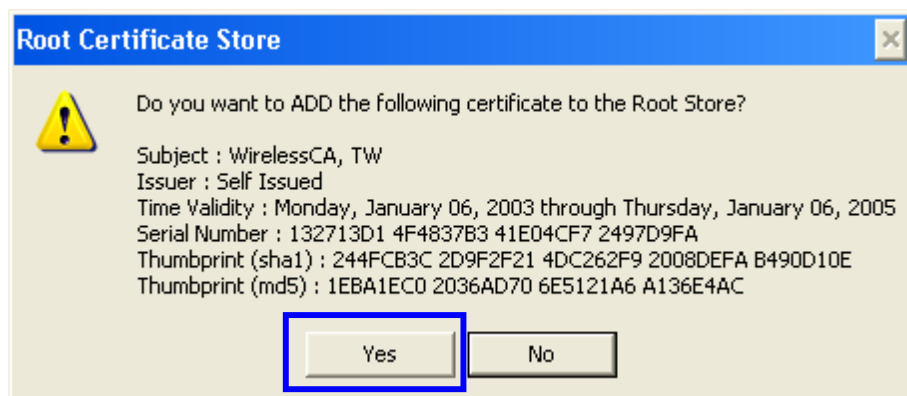 Root Certificate Store
Do you want to ADD the following certificate to the Root Store?
Subject : WirelessCA, TW
Issuer : Self Issued
Time Validity : Monday, January 06, 2003 through Thursday, January 06, 2005
Serial Number : 132713D1 4F4837B3 41E04CF7 2497D9FA
Thumbprint (sha1) : 244FCB3C 2D9F2F21 4DC262F9 2008DEFA B490D10E
Thumbprint (md5) : 1EBA1EC0 2036AD70 6E5121A6 A136E4AC
Yes No